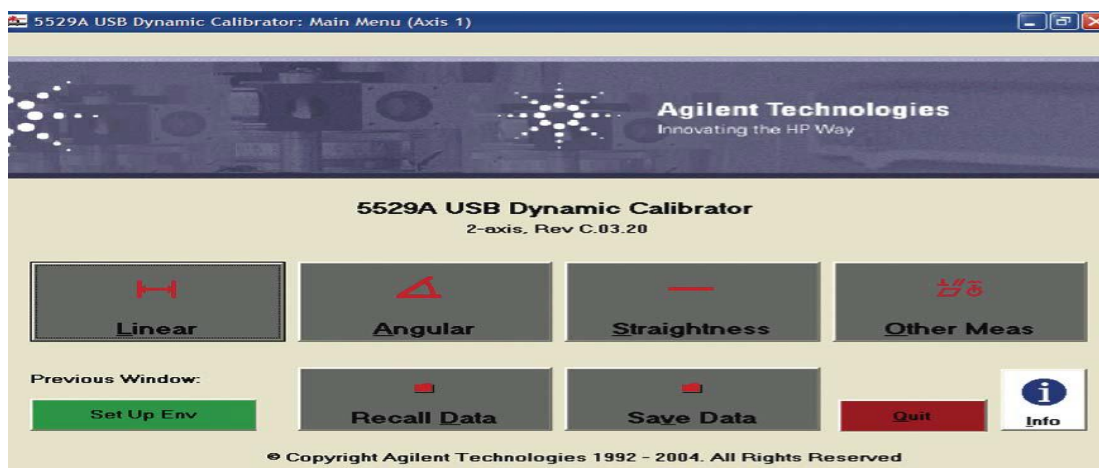 5529A USB Dynamic Calibrator: Main Menu (Axis 1)
Agilent Technologies
Innovating the HP Way
5529A USB Dynamic Calibrator
2-axis, Rev C.03.20
Linear
Angular
Straightness
Other Meas
Previous Window:
Set Up Env
Recall Data
Save Data
Quit
Info
© Copyright Agilent Technologies 1992 - 2004. All Rights Reserved